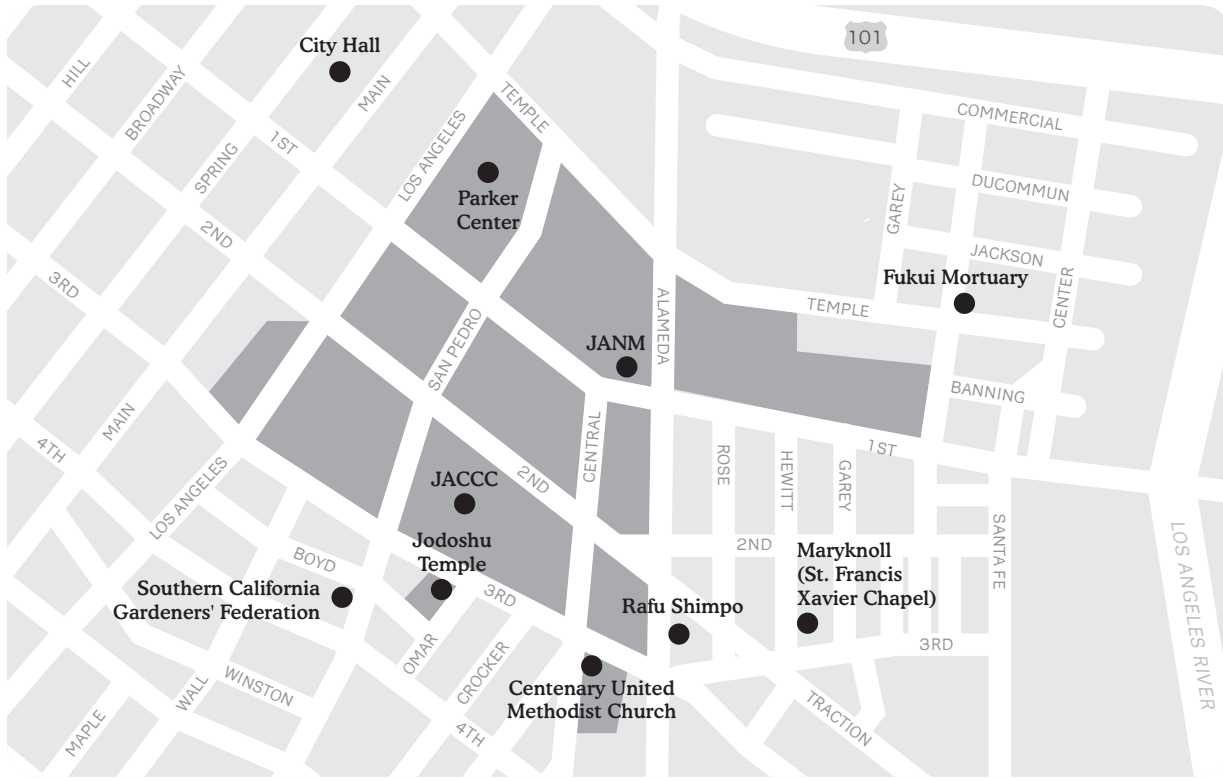 City Hall
101
HILL
BROADWAY
MAIN
TEMPLE
COMMERCIAL
1ST
SPRING
LOS ANGELES
Parker
Center
DUCOMMUN
GAREY
2ND
JACKSON
3RD
Fukui Mortuary
CENTER
TEMPLE
ALAMEDA
SAN PEDRO
JANM
BANNING
MAIN
4TH
CENTRAL
1ST
ROSE
HEWITT
GAREY
JACCC
2ND
LOS ANGELES
SANTA FE
LOS ANGELES RIVER
Jodoshu
Temple
2ND
BOYD
Maryknoll
(St. Francis
Xavier Chapel)
Southern California
Gardeners' Federation
3RD
Rafu Shimpo
OMAR
CROCKER
3RD
WALL
WINSTON
Centenary United
Methodist Church
MAPLE
4TH
TRACTION